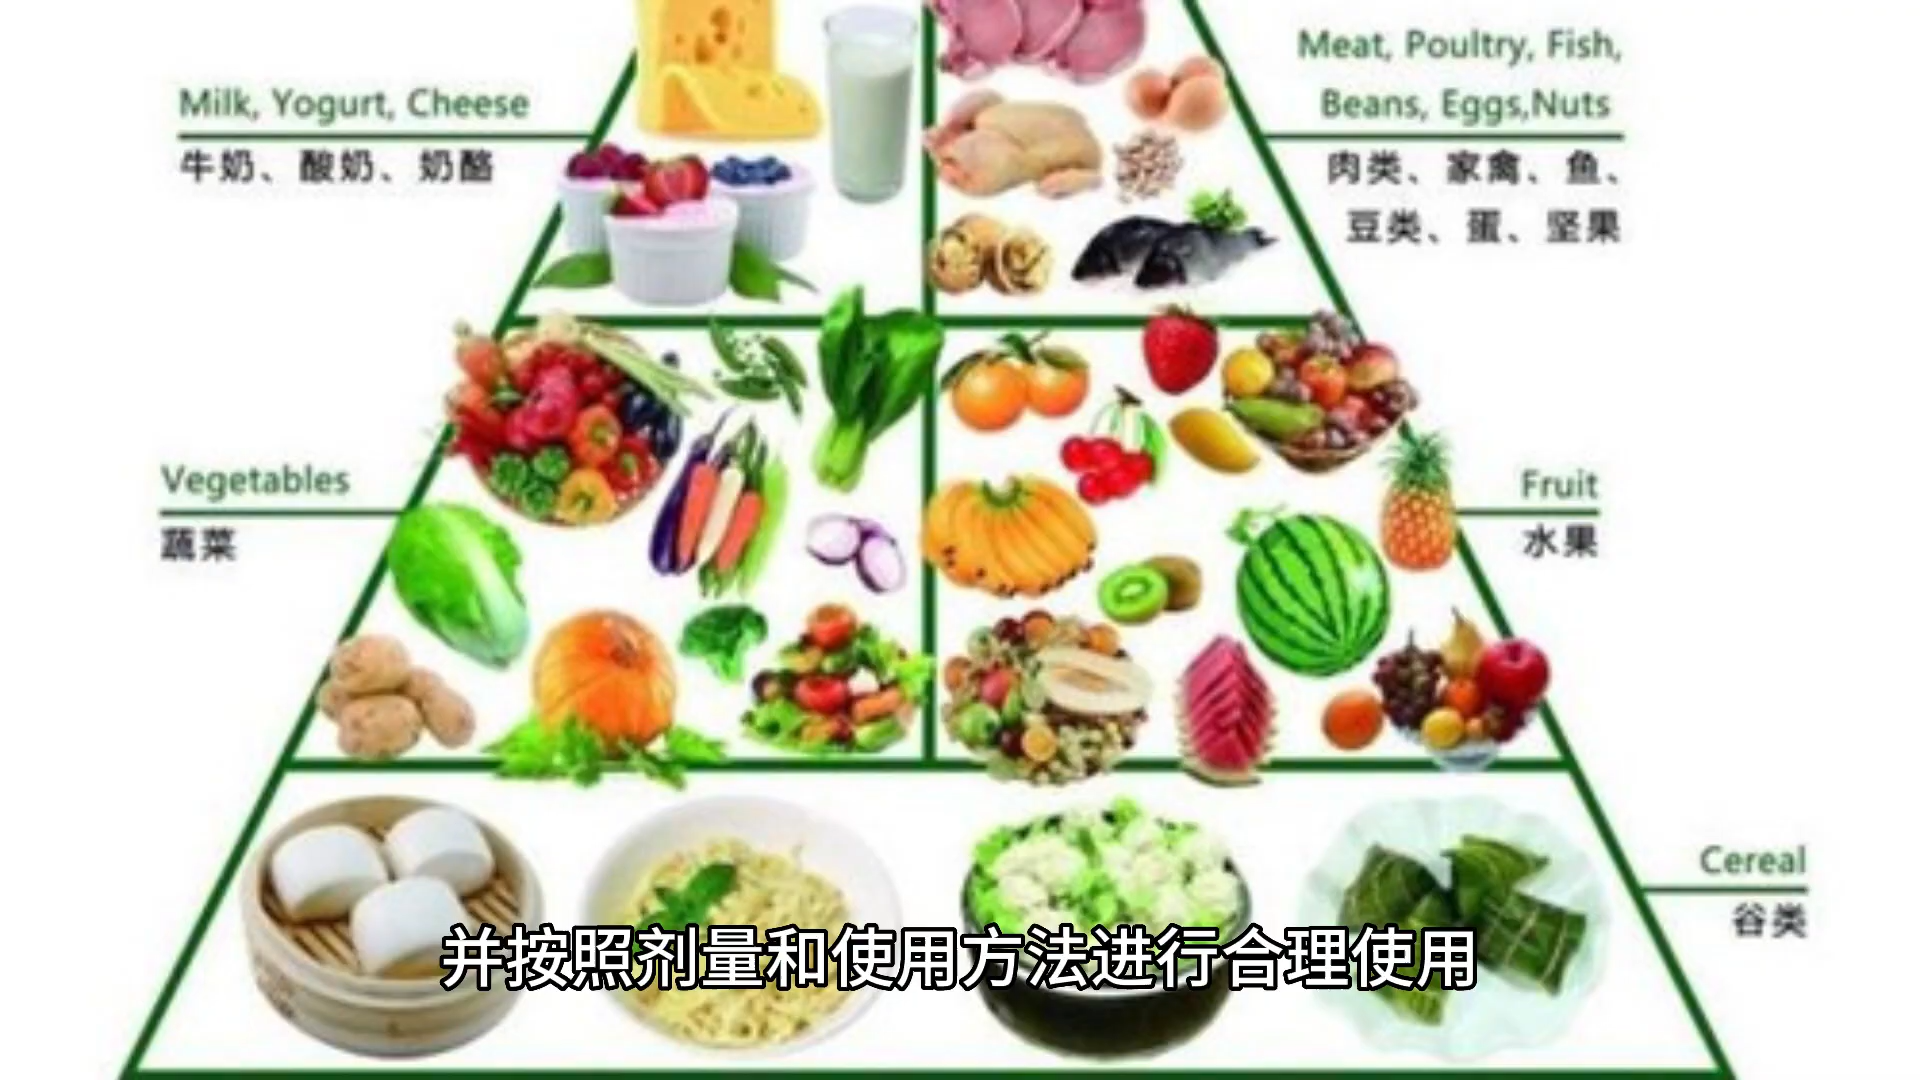 Milk, Yogurt, Cheese
牛奶、酸奶、奶酪
Meat, Poultry, Fish,
Beans, Eggs,Nuts
肉类、家禽、鱼、
豆类、蛋、坚果
Vegetables
蔬菜
Fruit
水果
Cereal
谷类
并按照剂量和使用方法进行合理使用